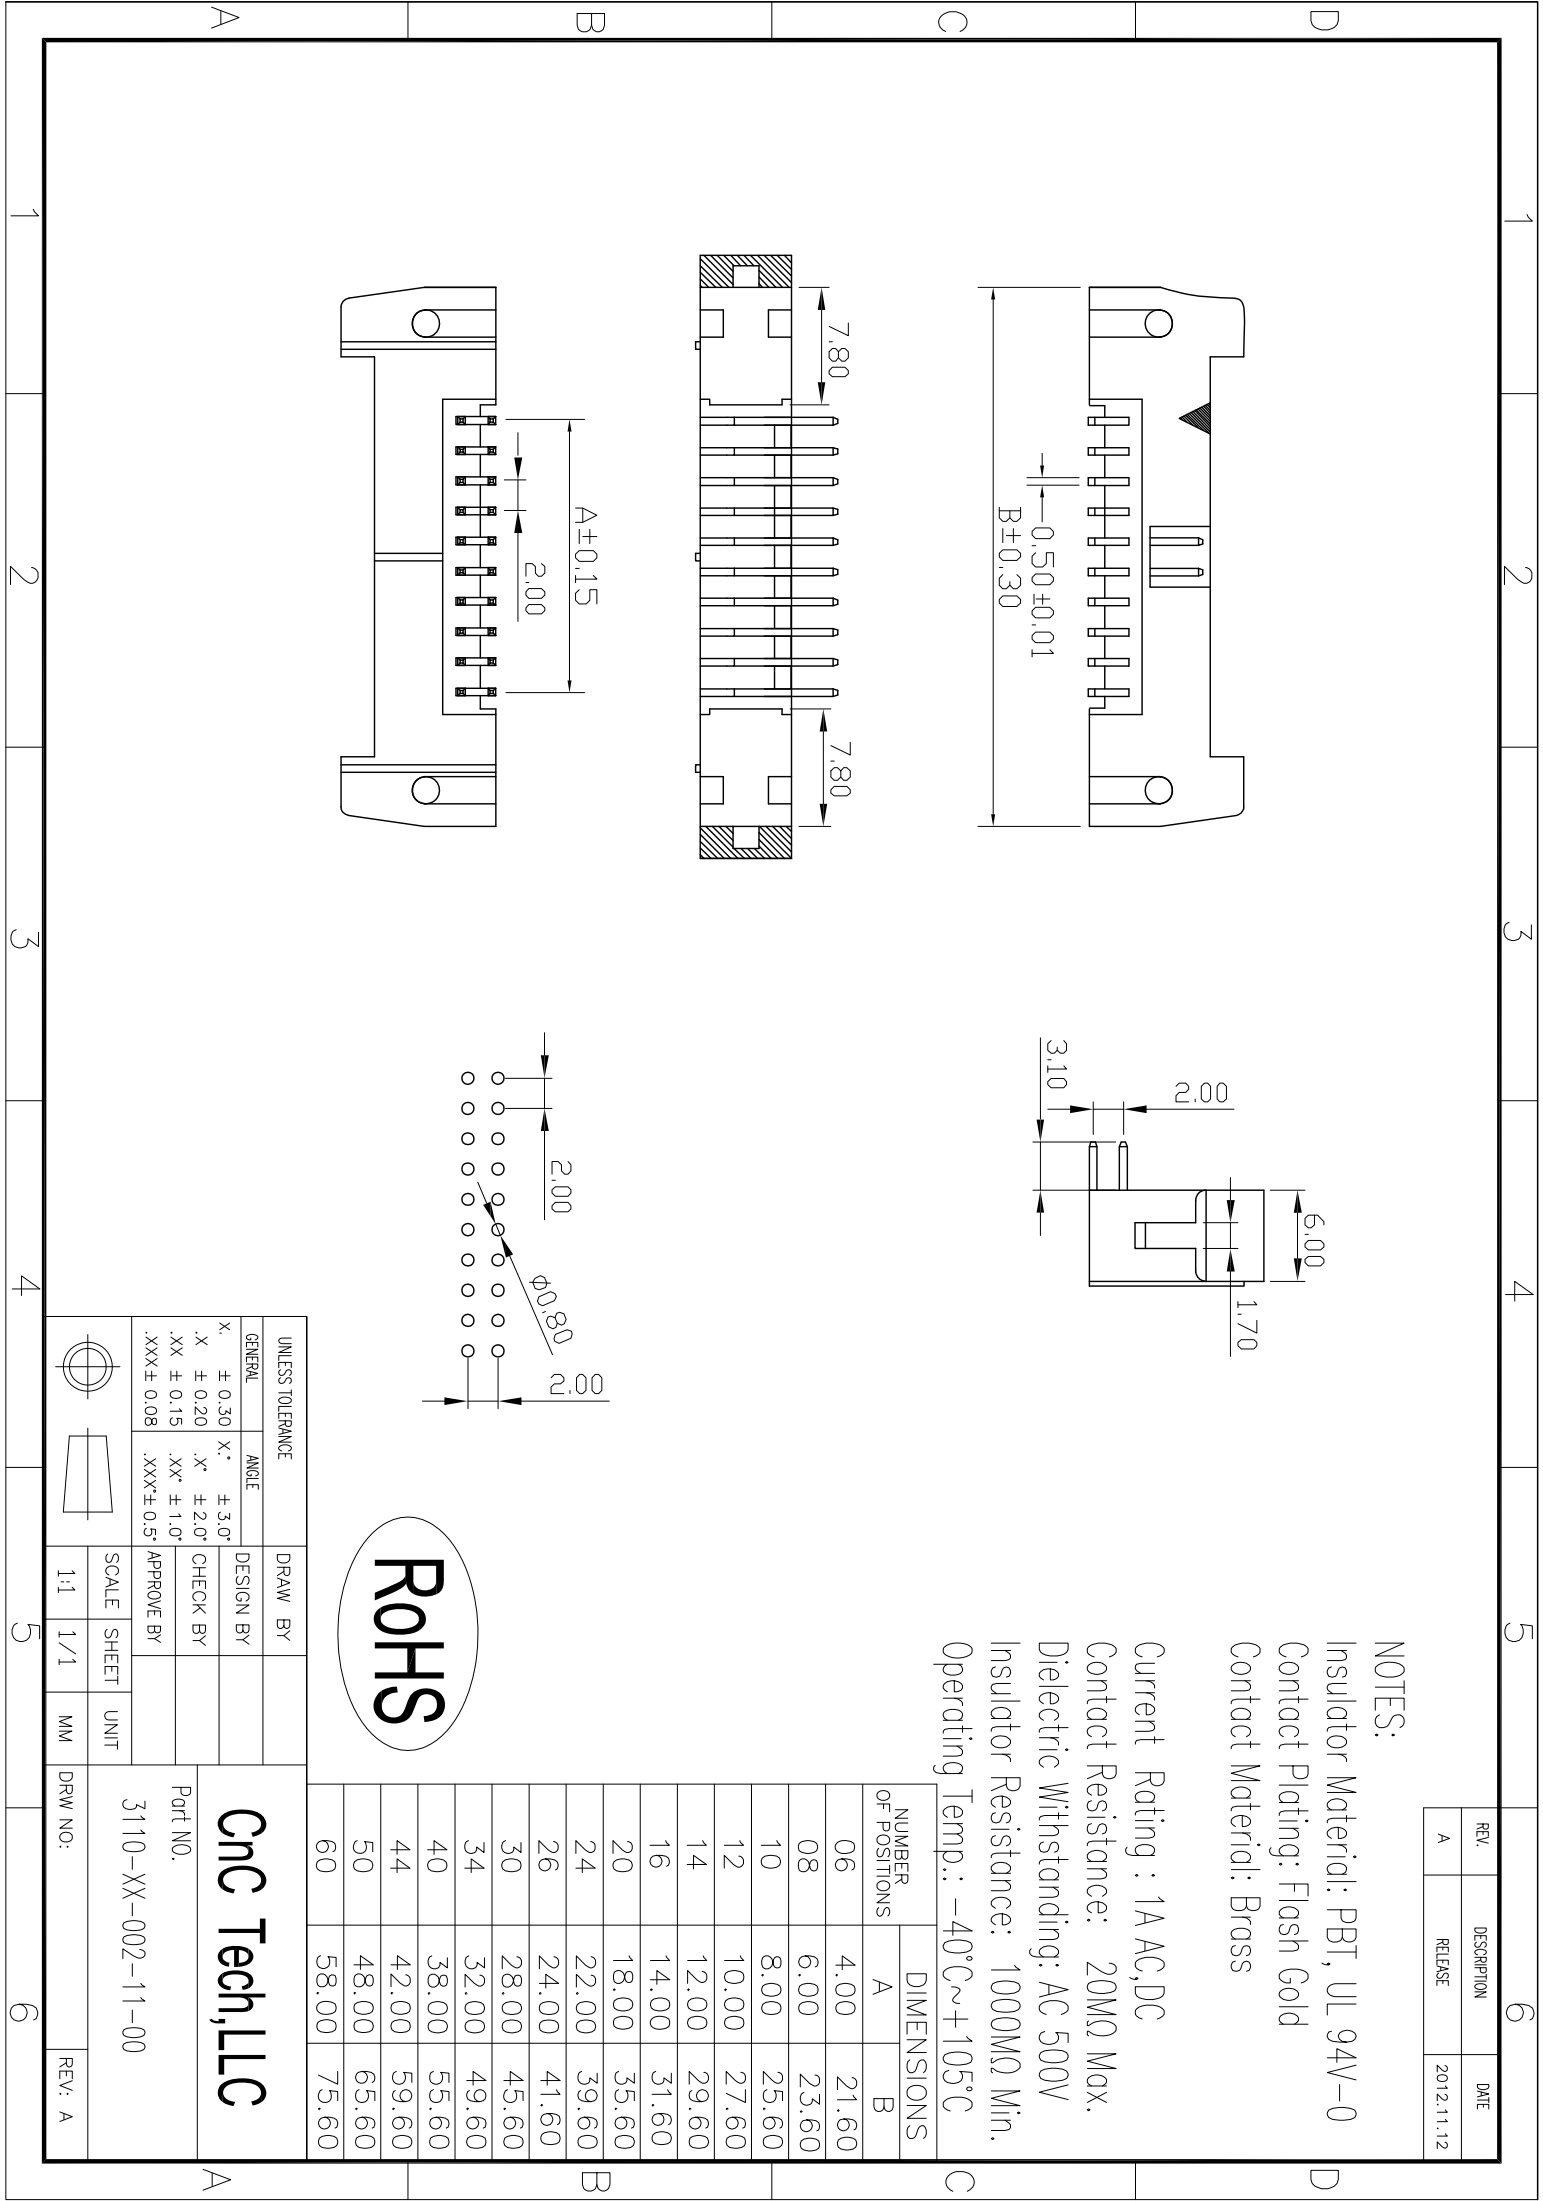 1
2
3
4
5
6
D
C
B
A
REV.	DESCRIPTION	DATE
A	RELEASE	2012.11.12
NOTES:
Insulator Material: PBT, UL 94V-0
Contact Plating: Flash Gold
Contact Material: Brass
Current Rating : 1A AC,DC
Contact Resistance: 20MΩ Max.
Dielectric Withstanding: AC 500V
Insulator Resistance: 1000MΩ Min.
Operating Temp.: -40°C~+105°C
0.50±0.01
B±0.30
7.80
7.80
A±0.15
2.00
6.00
1.70
2.00
3.10
2.00
Ø0.80
2.00
RoHS
NUMBER OF POSITIONS	DIMENSIONS
A	B
06	4.00	21.60
08	6.00	23.60
10	8.00	25.60
12	10.00	27.60
14	12.00	29.60
16	14.00	31.60
20	18.00	35.60
24	22.00	39.60
26	24.00	41.60
30	28.00	45.60
34	32.00	49.60
40	38.00	55.60
44	42.00	59.60
50	48.00	65.60
60	58.00	75.60
UNLESS TOLERANCE
GENERAL	ANGLE
X. ± 0.30	X.° ± 3.0°
.X ± 0.20	.X° ± 2.0°
.XX ± 0.15	.XX° ± 1.0°
.XXX± 0.08	.XXX°± 0.5°
DRAW BY
DESIGN BY
CHECK BY
APPROVE BY
SCALE	SHEET	UNIT
1:1	1/1	MM
CnC Tech,LLC
Part NO.
3110-XX-002-11-00
DRW NO:
REV: A
1
2
3
4
5
6
D
C
B
A